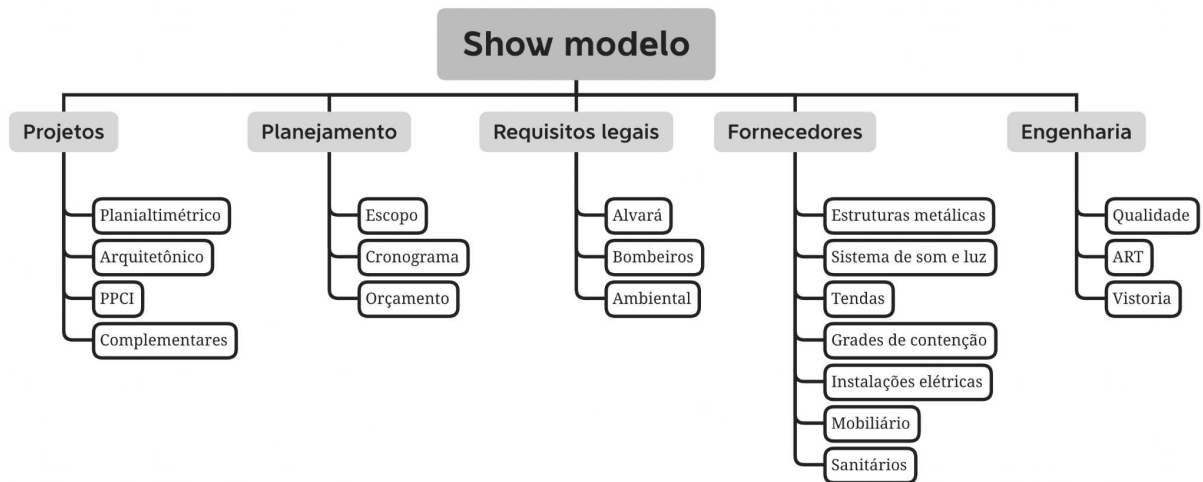 Show modelo
Projetos
Planialtimétrico
Arquitetônico
PPCI
Complementares
Planejamento
Escopo
Cronograma
Orçamento
Requisitos legais
Alvará
Bombeiros
Ambiental
Fornecedores
Estruturas metálicas
Sistema de som e luz
Tendas
Grades de contenção
Instalações elétricas
Mobiliário
Sanitários
Engenharia
Qualidade
ART
Vistoria